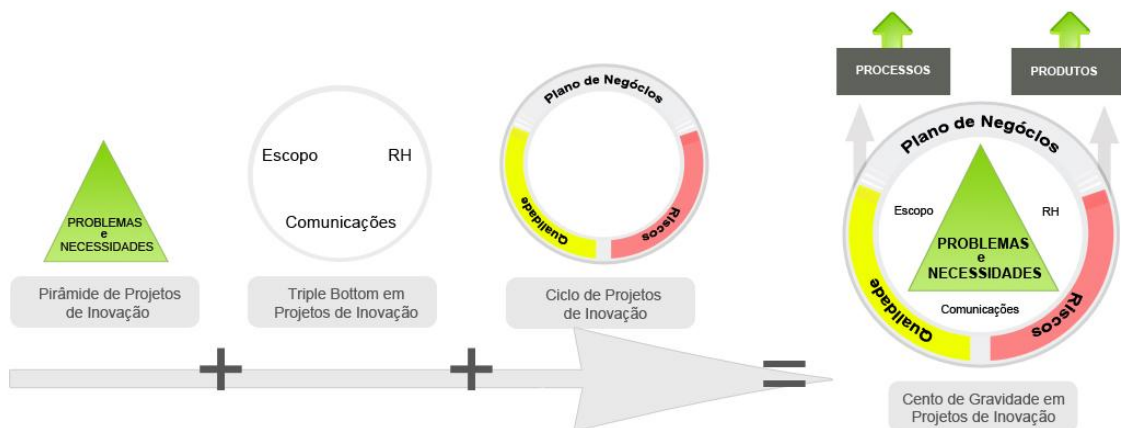 PROBLEMAS
e
NECESSIDADES
Pirâmide de Projetos
de Inovação
Escopo
RH
Comunicações
Triple Bottom em
Projetos de Inovação
Plano de Negócios
Qualidade
Riscos
Ciclo de Projetos
de Inovação
PROCESSOS
PRODUTOS
Plano de Negócios
Escopo
RH
PROBLEMAS
e
NECESSIDADES
Comunicações
Qualidade
Riscos
Cento de Gravidade em
Projetos de Inovação
+
+
=